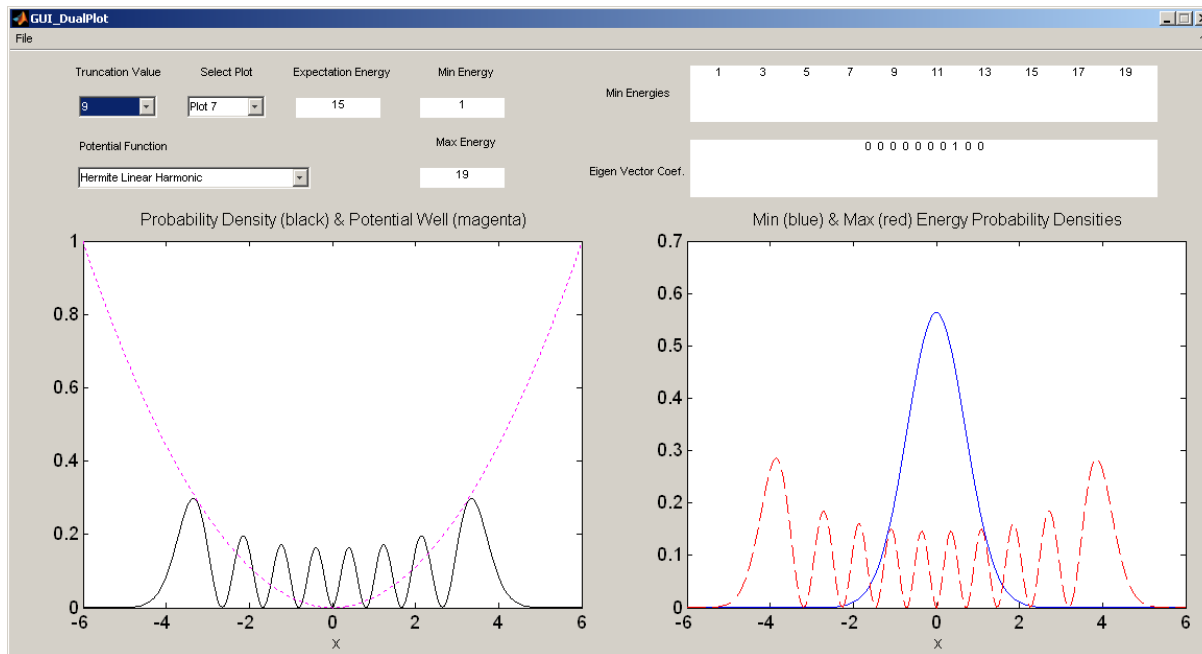 GUI_DualPlot
File
Truncation Value Select Plot Expectation Energy Min Energy
9 Plot 7 15 1
Min Energies 1 3 5 7 9 11 13 15 17 19
Potential Function Max Energy
Hermite Linear Harmonic 19
Eigen Vector Coef. 0 0 0 0 0 0 0 1 0 0
Probability Density (black) & Potential Well (magenta)
1
0.8
0.6
0.4
0.2
0
-6 -4 -2 0 2 4 6
x
Min (blue) & Max (red) Energy Probability Densities
0.7
0.6
0.5
0.4
0.3
0.2
0.1
0
-6 -4 -2 0 2 4 6
x